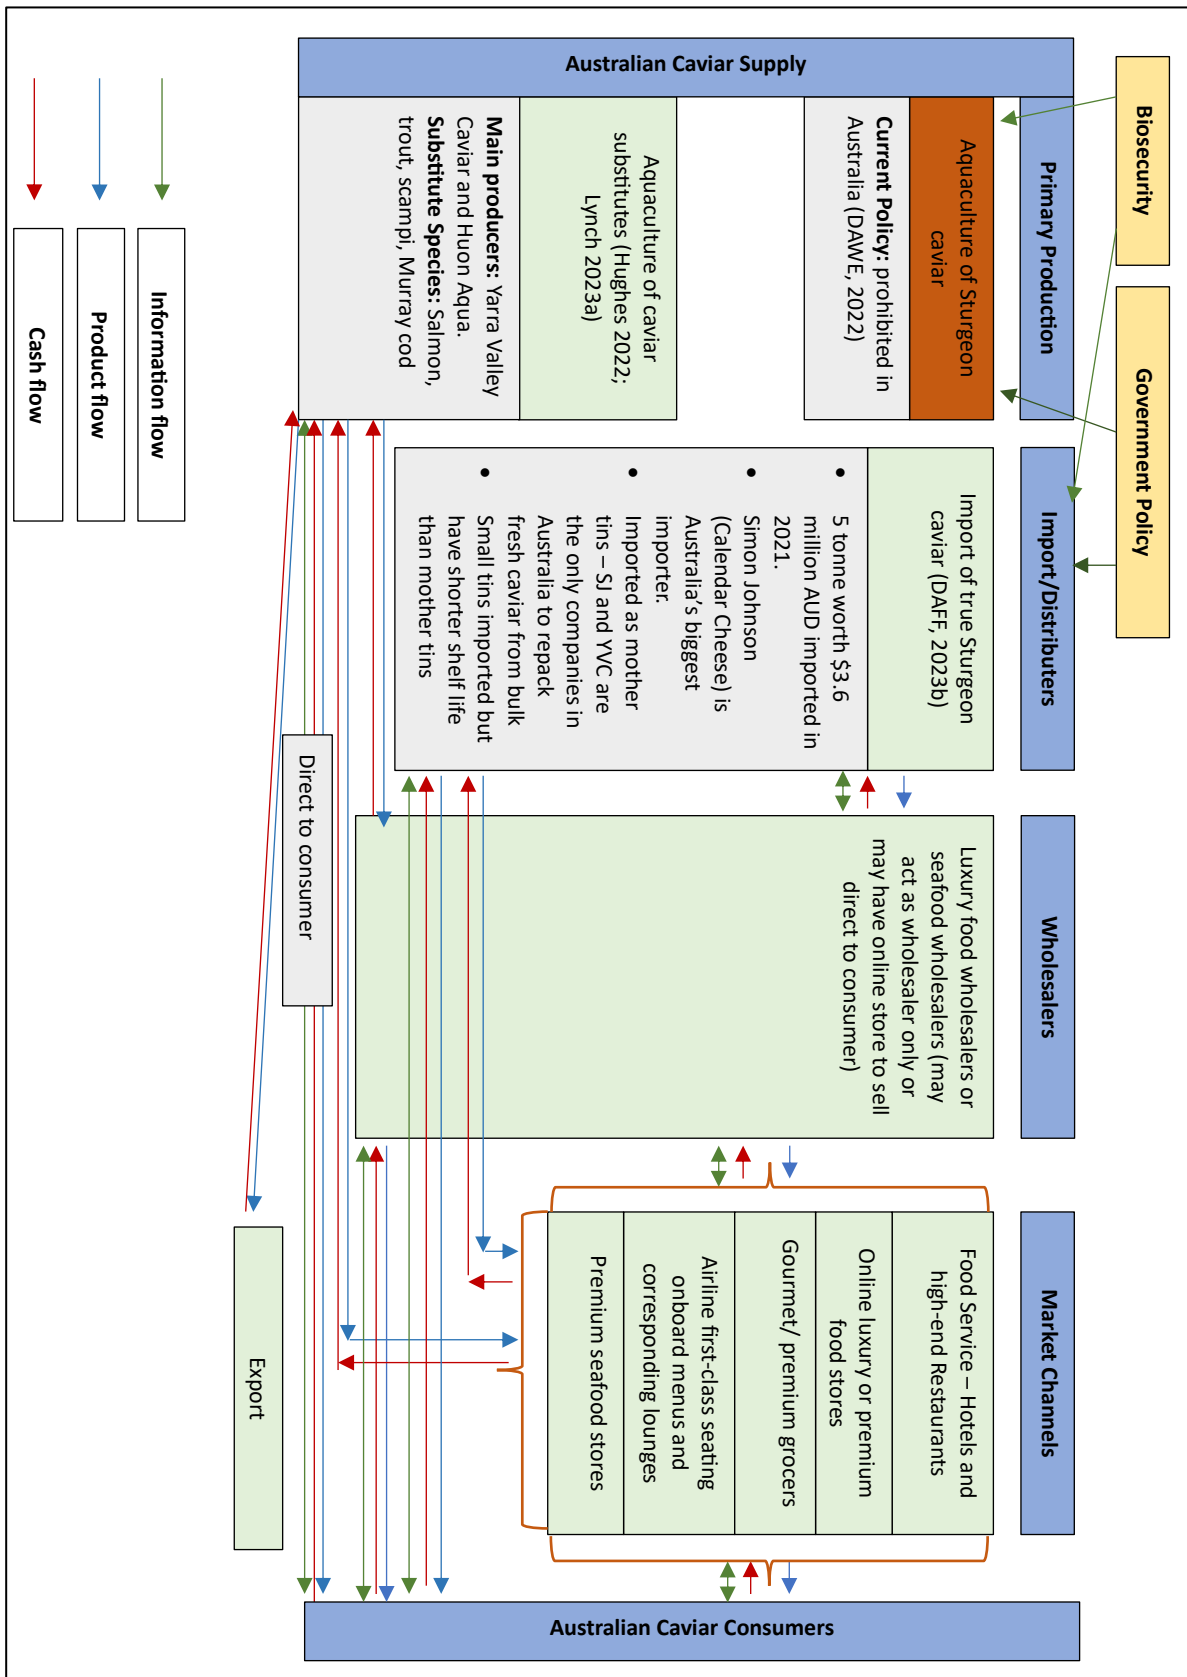 Biosecurity
Government Policy
Australian Caviar Supply
Primary Production
Aquaculture of Sturgeon
caviar
Current Policy: prohibited in
Australia (DAWE, 2022)
Aquaculture of caviar
substitutes (Hughes 2022;
Lynch 2023a)
Main producers: Yarra Valley
Caviar and Huon Aqua.
Substitute Species: Salmon,
trout, scampi, Murray cod
Import/Distributers
Import of true Sturgeon
caviar (DAFF, 2023b)
• 5 tonne worth $3.6
million AUD imported in
2021.
• Simon Johnson
(Calendar Cheese) is
Australia’s biggest
importer.
• Imported as mother
tins – SJ and YVC are
the only companies in
Australia to repack
fresh caviar from bulk
• Small tins imported but
have shorter shelf life
than mother tins
Wholesalers
Luxury food wholesalers or
seafood wholesalers (may
act as wholesaler only or
may have online store to sell
direct to consumer)
Market Channels
Food Service – Hotels and
high-end Restaurants
Online luxury or premium
food stores
Gourmet/ premium grocers
Airline first-class seating
onboard menus and
corresponding lounges
Premium seafood stores
Australian Caviar Consumers
Direct to consumer
Export
Information flow
Product flow
Cash flow